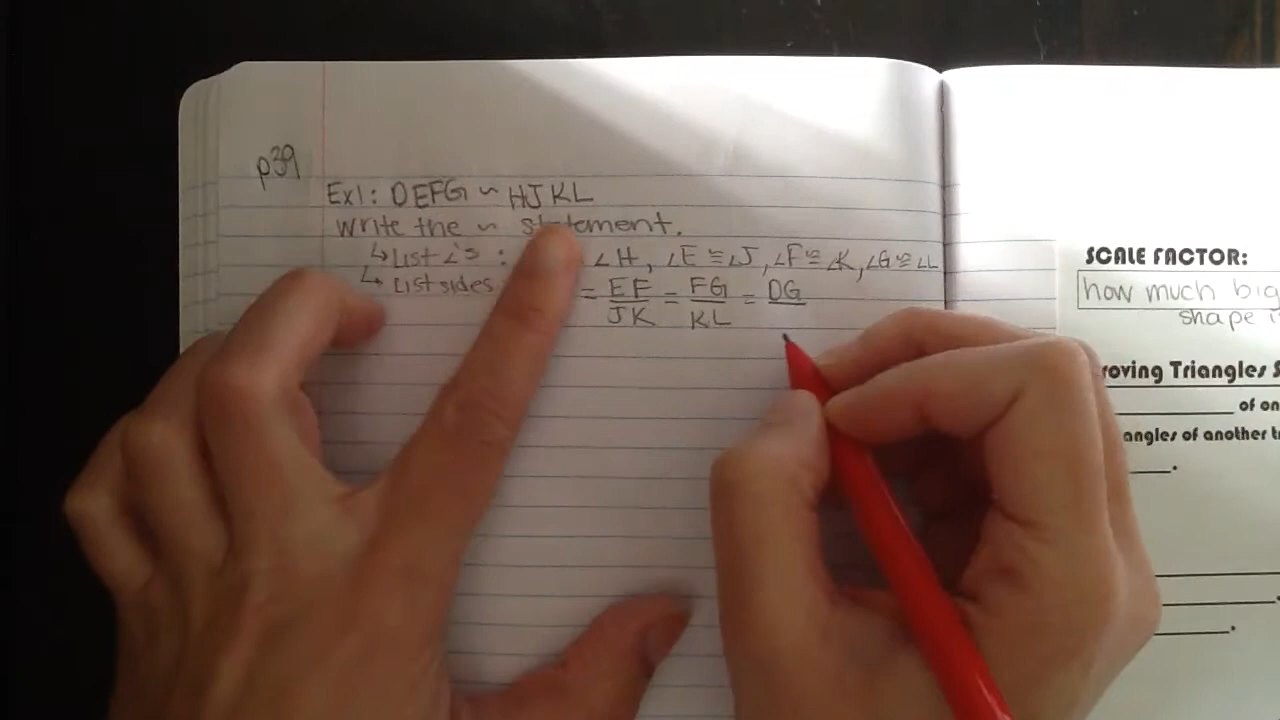 p39
Ex1: DEFG ~ HJKL
Write the ~ statement.
↳ List ∠'s : ∠H, ∠E ≅ ∠J, ∠F ≅ ∠K, ∠G ≅ ∠L
↳ List sides = EF/JK = FG/KL = DG
SCALE FACTOR:
how much big
shape i
roving Triangles S
of on
angles of another t